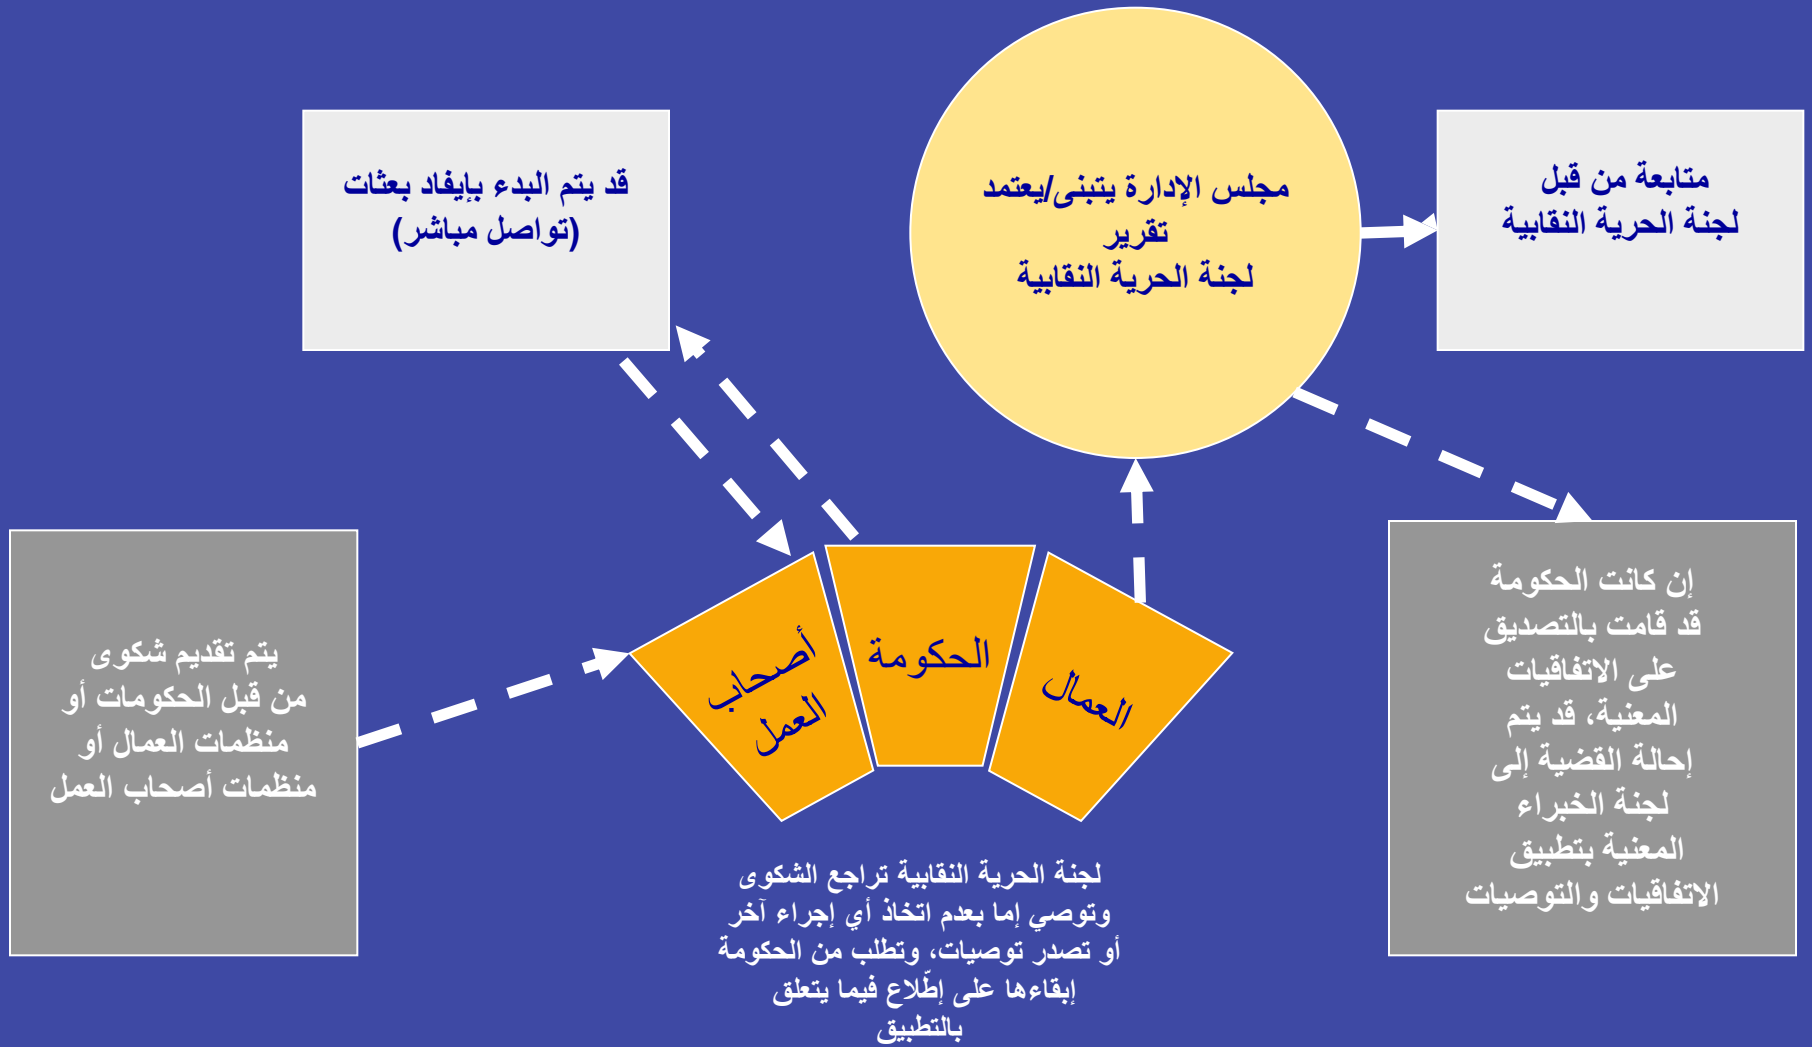 قد يتم البدء بإيفاد بعثات
(تواصل مباشر)
مجلس الإدارة يتبنى/يعتمد
تقرير
لجنة الحرية النقابية
متابعة من قبل
لجنة الحرية النقابية
يتم تقديم شكوى
من قبل الحكومات أو
منظمات العمال أو
منظمات أصحاب العمل
أصحاب
العمل
الحكومة
العمال
إن كانت الحكومة
قد قامت بالتصديق
على الاتفاقيات
المعنية، قد يتم
إحالة القضية إلى
لجنة الخبراء
المعنية بتطبيق
الاتفاقيات والتوصيات
لجنة الحرية النقابية تراجع الشكوى
وتوصي إما بعدم اتخاذ أي إجراء آخر
أو تصدر توصيات، وتطلب من الحكومة
إبقاءها على إطّلاع فيما يتعلق
بالتطبيق